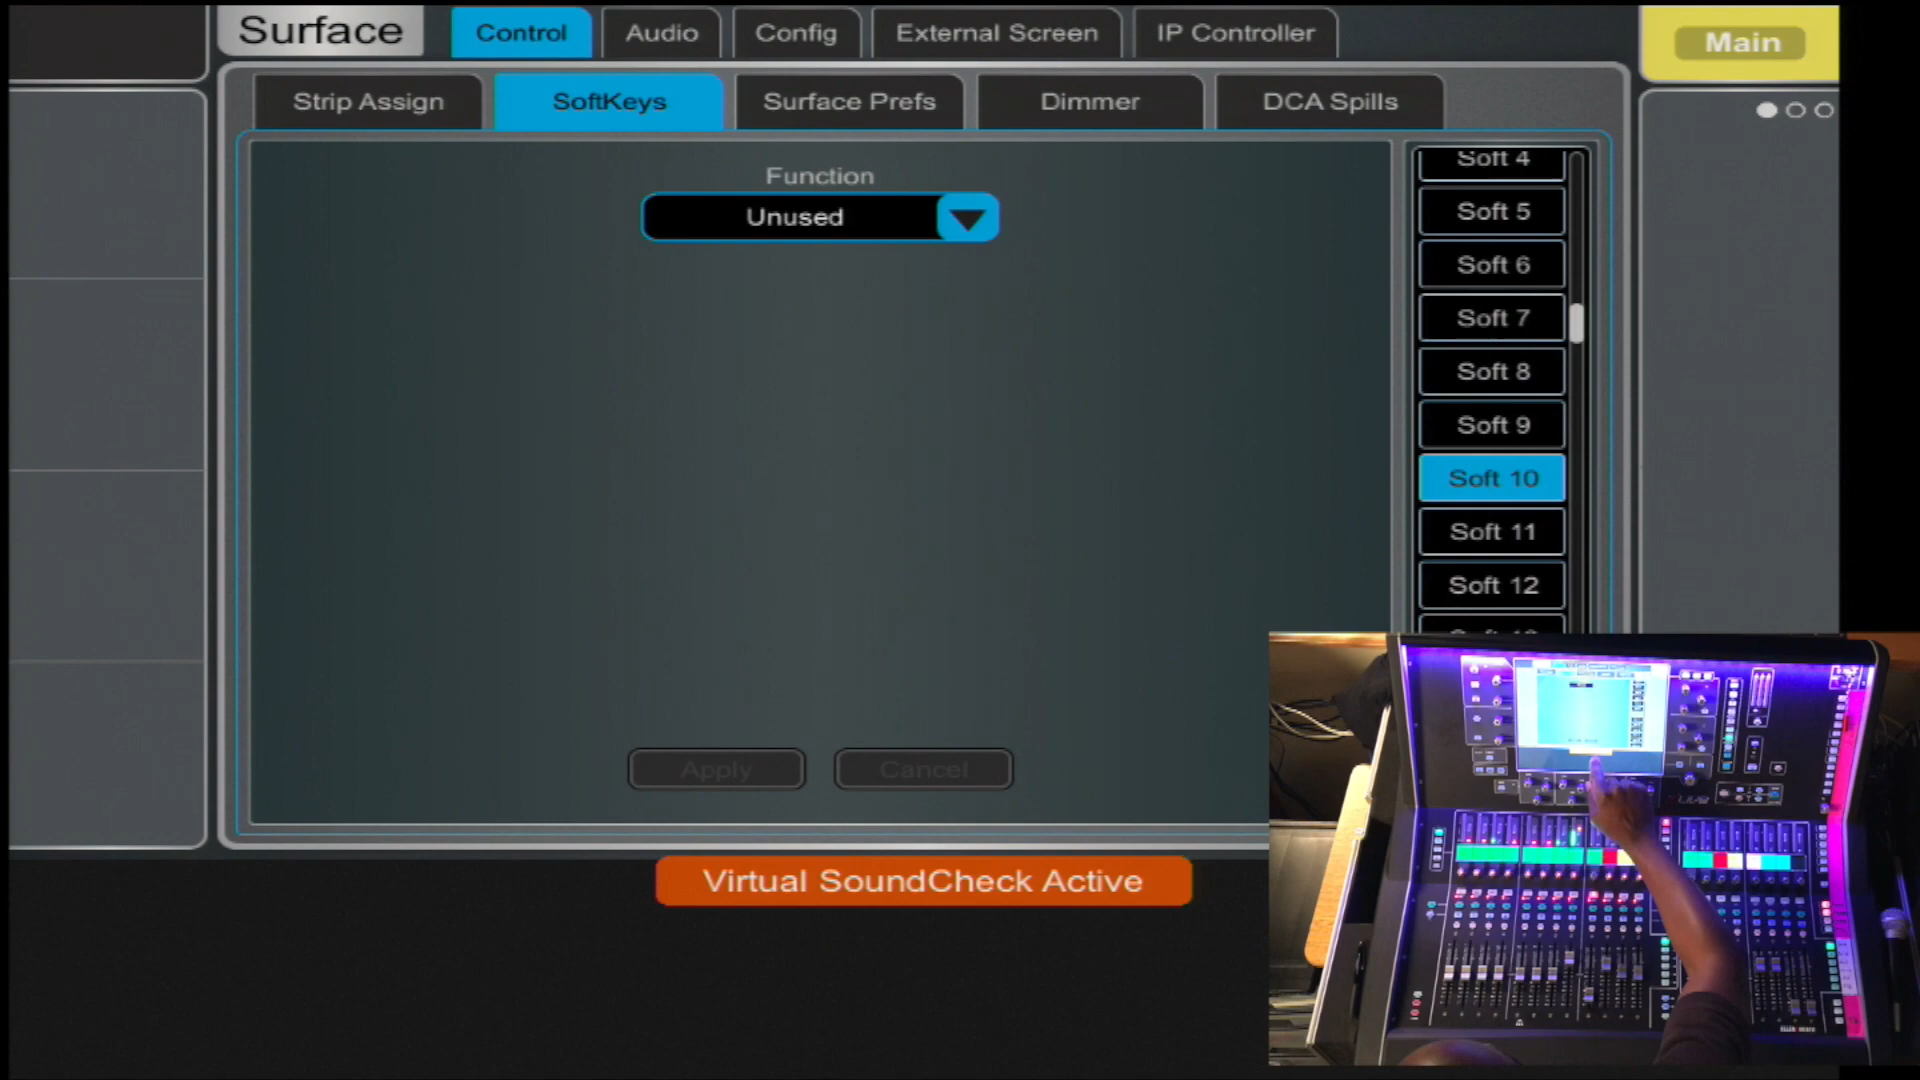 Surface
Control
Audio
Config
External Screen
IP Controller
Main
Strip Assign
SoftKeys
Surface Prefs
Dimmer
DCA Spills
Function
Unused
Soft 4
Soft 5
Soft 6
Soft 7
Soft 8
Soft 9
Soft 10
Soft 11
Soft 12
Apply
Cancel
Virtual SoundCheck Active